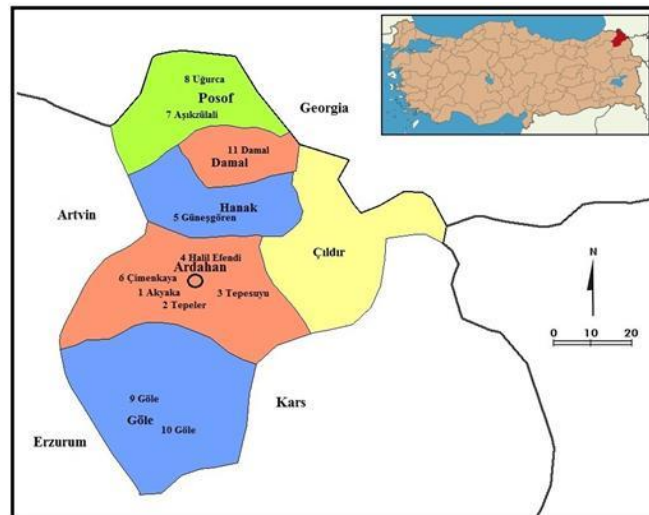 8 Uğurca
Posof
Georgia
7 Aşıkzülali
11 Damal
Damal
Artvin
Hanak
5 Güneşgören
4 Halil Efendi
Ardahan
Çıldır
6 Çimenkaya
1 Akyaka
3 Tepesuyu
2 Tepeler
N
0 10 20
9 Göle
Kars
Göle
10 Göle
Erzurum